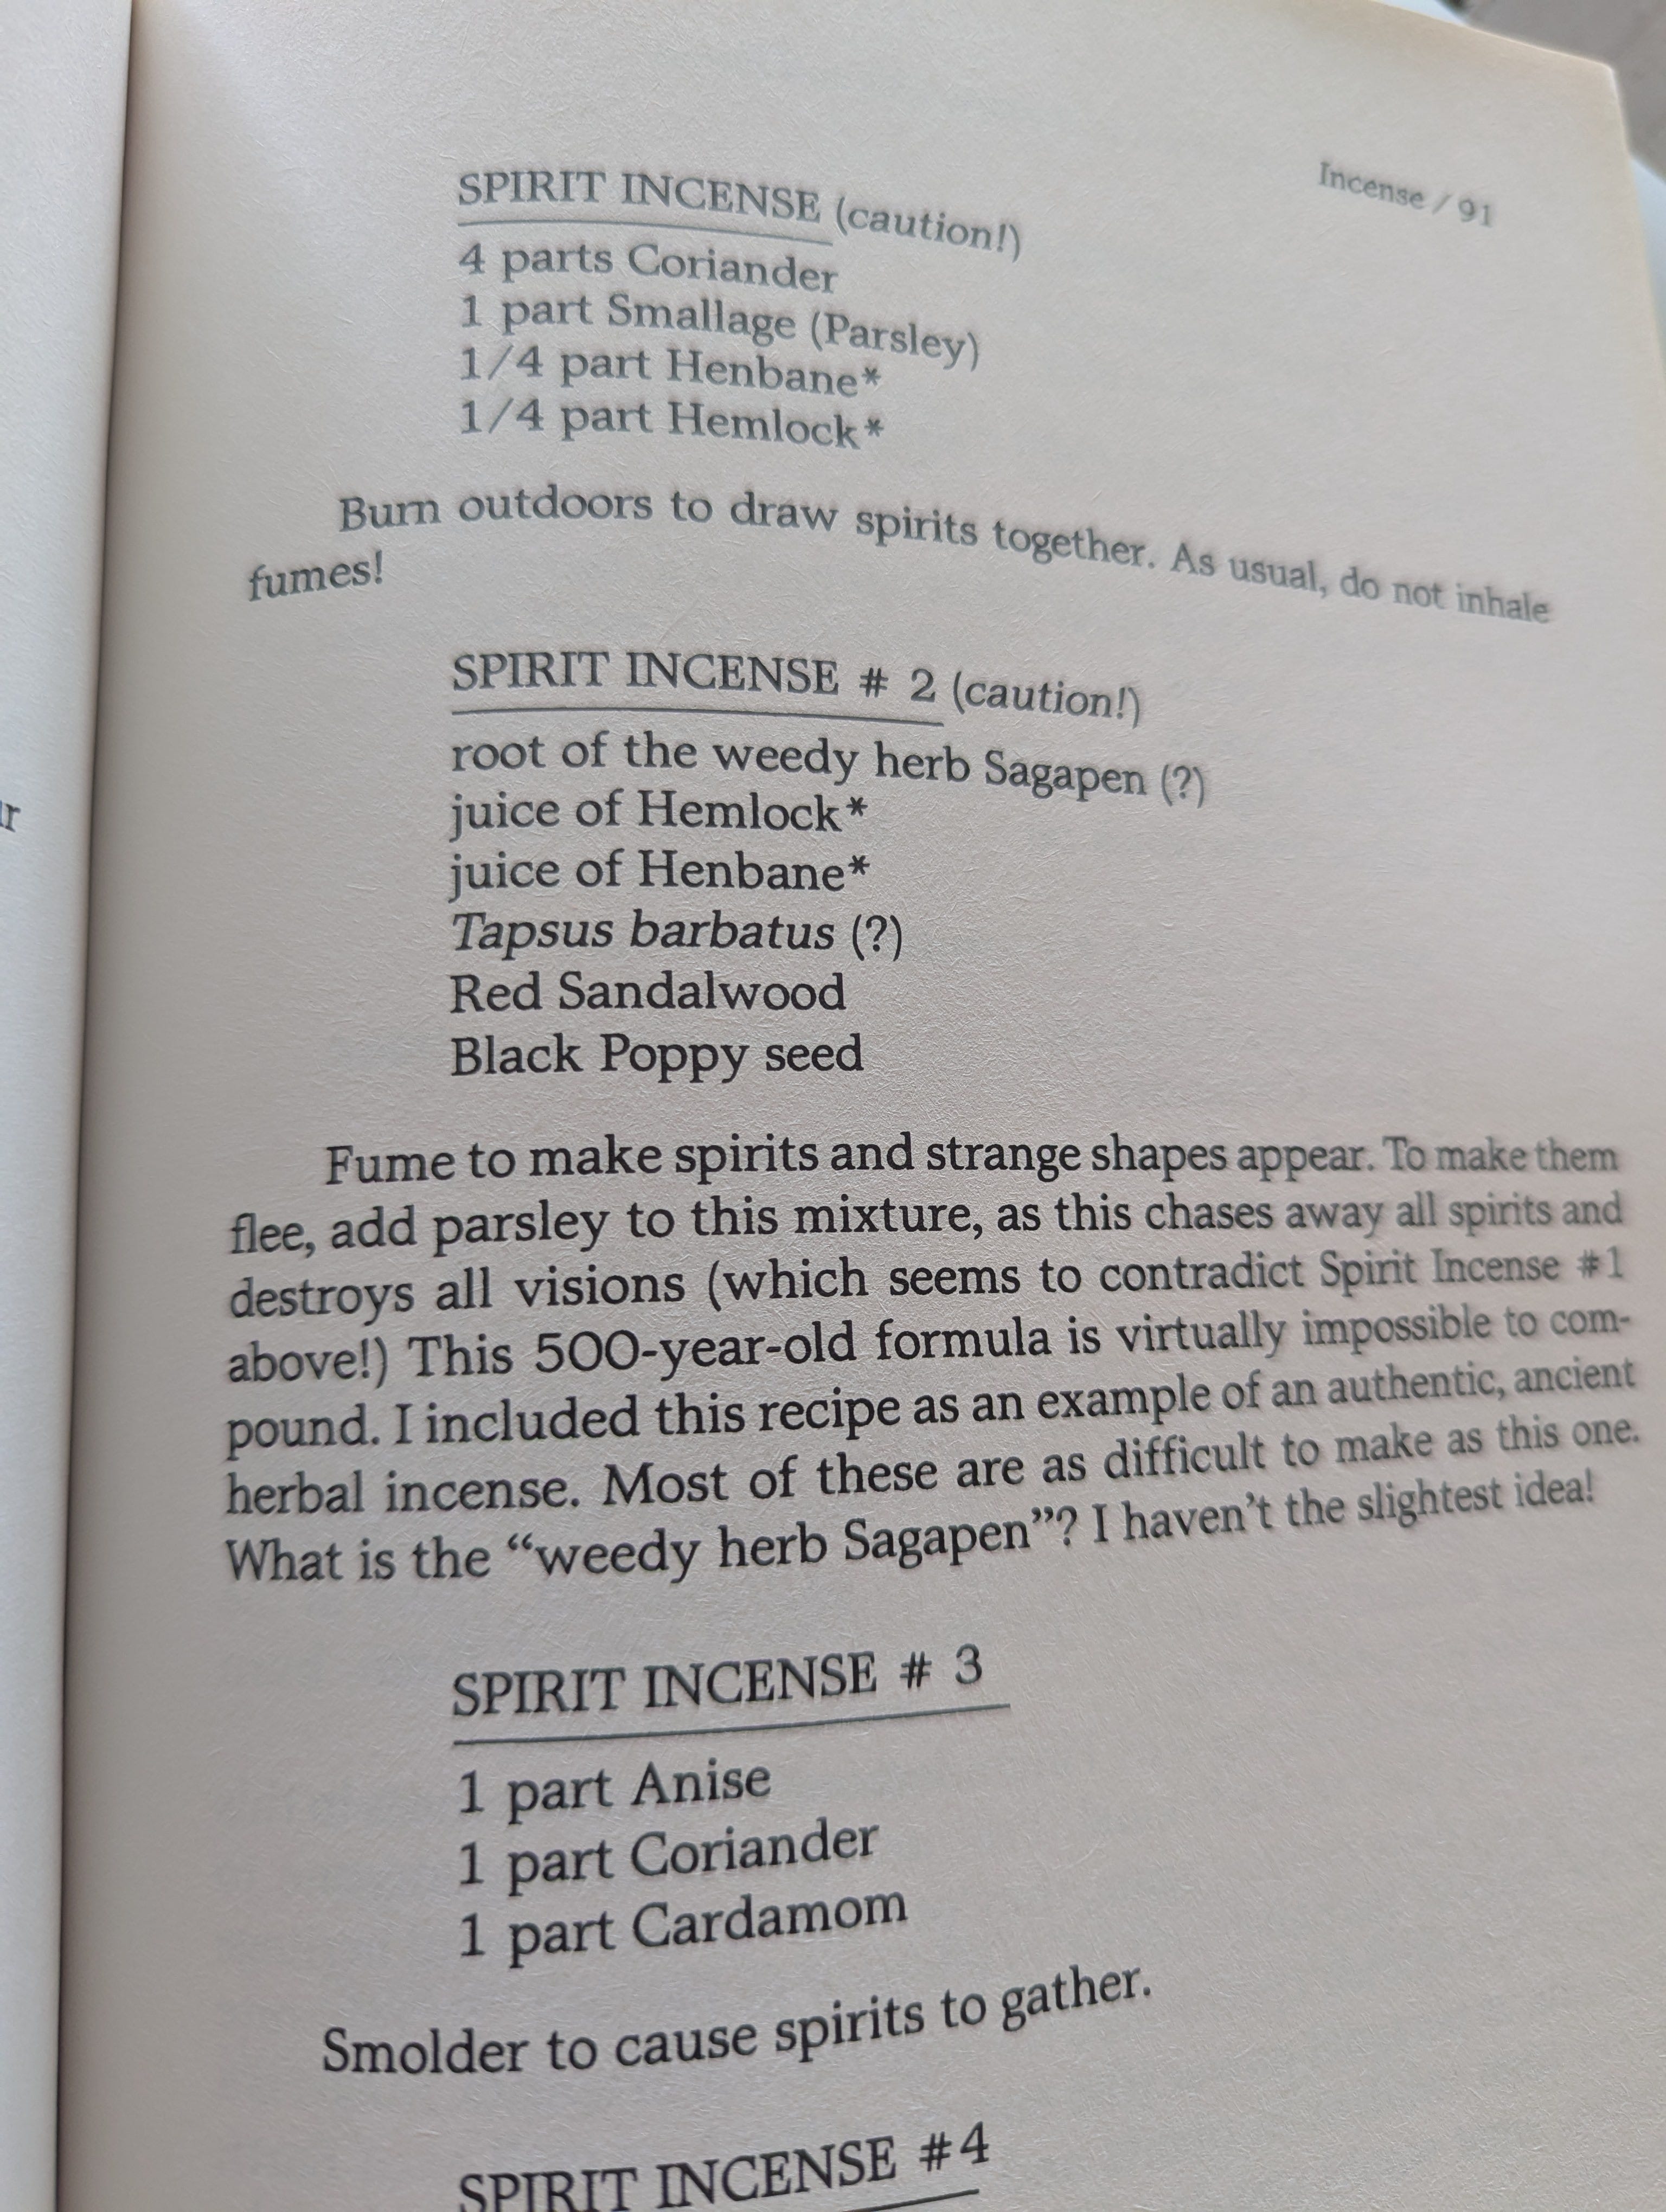 Incense / 91
SPIRIT INCENSE (caution!)
4 parts Coriander
1 part Smallage (Parsley)
1/4 part Henbane*
1/4 part Hemlock*
Burn outdoors to draw spirits together. As usual, do not inhale
fumes!
SPIRIT INCENSE # 2 (caution!)
root of the weedy herb Sagapen (?)
juice of Hemlock*
juice of Henbane*
Tapsus barbatus (?)
Red Sandalwood
Black Poppy seed
Fume to make spirits and strange shapes appear. To make them
flee, add parsley to this mixture, as this chases away all spirits and
destroys all visions (which seems to contradict Spirit Incense #1
above!) This 500-year-old formula is virtually impossible to com-
pound. I included this recipe as an example of an authentic, ancient
herbal incense. Most of these are as difficult to make as this one.
What is the “weedy herb Sagapen”? I haven’t the slightest idea!
SPIRIT INCENSE # 3
1 part Anise
1 part Coriander
1 part Cardamom
Smolder to cause spirits to gather.
SPIRIT INCENSE #4